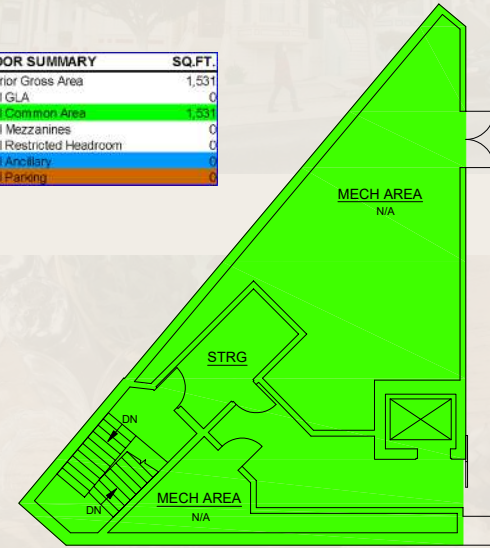 OOR SUMMARY SQ.FT.
rior Gross Area 1,531
l GLA 0
l Common Area 1,531
l Mezzanines 0
l Restricted Headroom 0
l Ancillary 0
l Parking 0
MECH AREA
N/A
STRG
DN
DN
MECH AREA
N/A